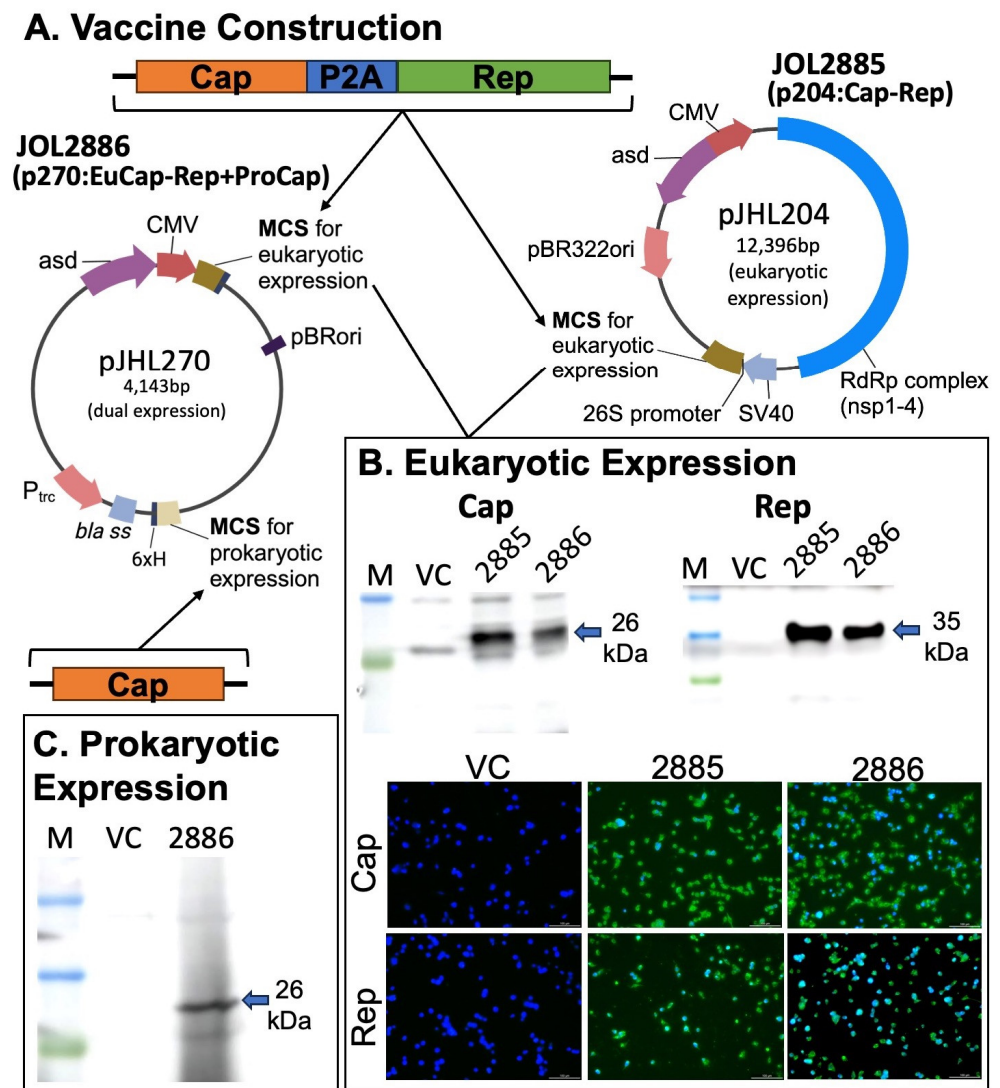 A. Vaccine Construction
Cap P2A Rep
JOL2886
(p270:EuCap-Rep+ProCap)
asd
CMV
MCS for
eukaryotic
expression
pBRori
pJHL270
4,143bp
(dual expression)
Ptrc
bla ss
6xH
MCS for
prokaryotic
expression
Cap
JOL2885
(p204:Cap-Rep)
CMV
asd
pBR322ori
pJHL204
12,396bp
(eukaryotic
expression)
MCS for
eukaryotic
expression
26S promoter
SV40
RdRp complex
(nsp1-4)
B. Eukaryotic Expression
Cap
M VC 2885 2886
26
kDa
Rep
M VC 2885 2886
35
kDa
VC 2885 2886
Cap
Rep
C. Prokaryotic
Expression
M VC 2886
26
kDa